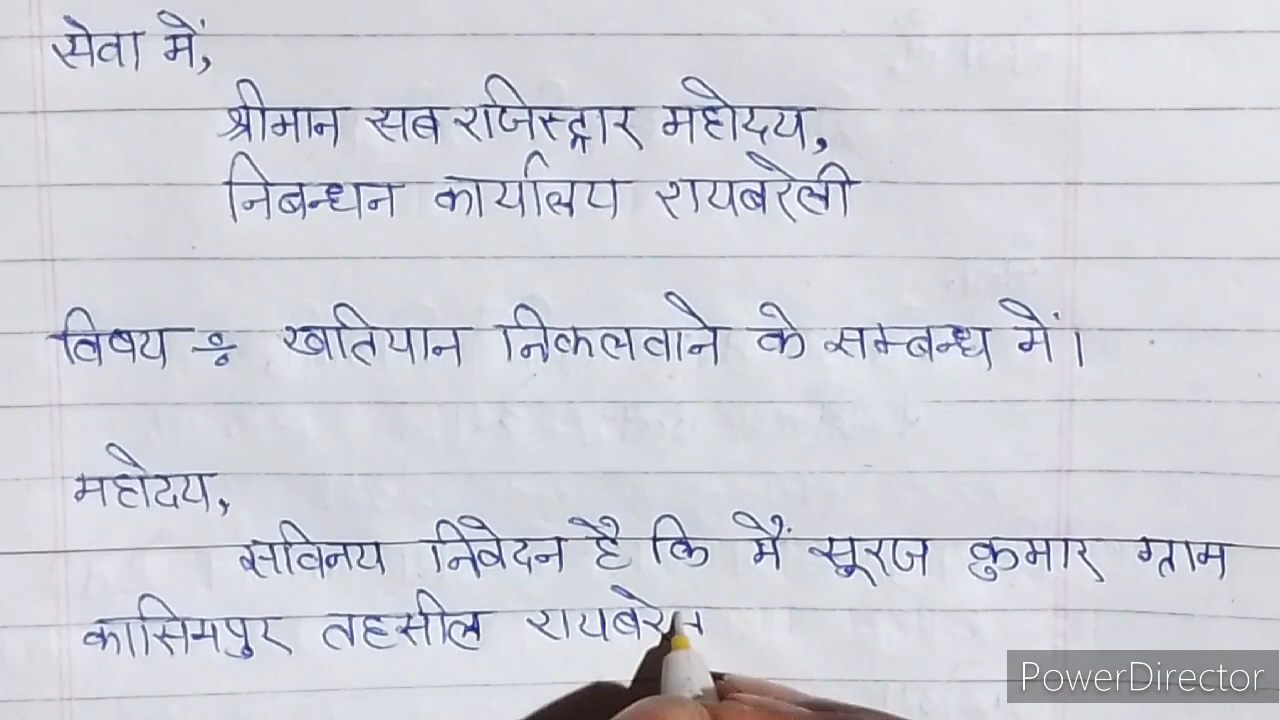 सेवा में,
श्रीमान सब रजिस्ट्रार महोदय,
निबन्धन कार्यालय रायबरेली
विषय ÷ खतियान निकलवाने के सम्बन्ध में।
महोदय,
सविनय निवेदन है कि मैं सूरज कुमार ग्राम
कासिमपुर तहसील रायबरे
PowerDirector